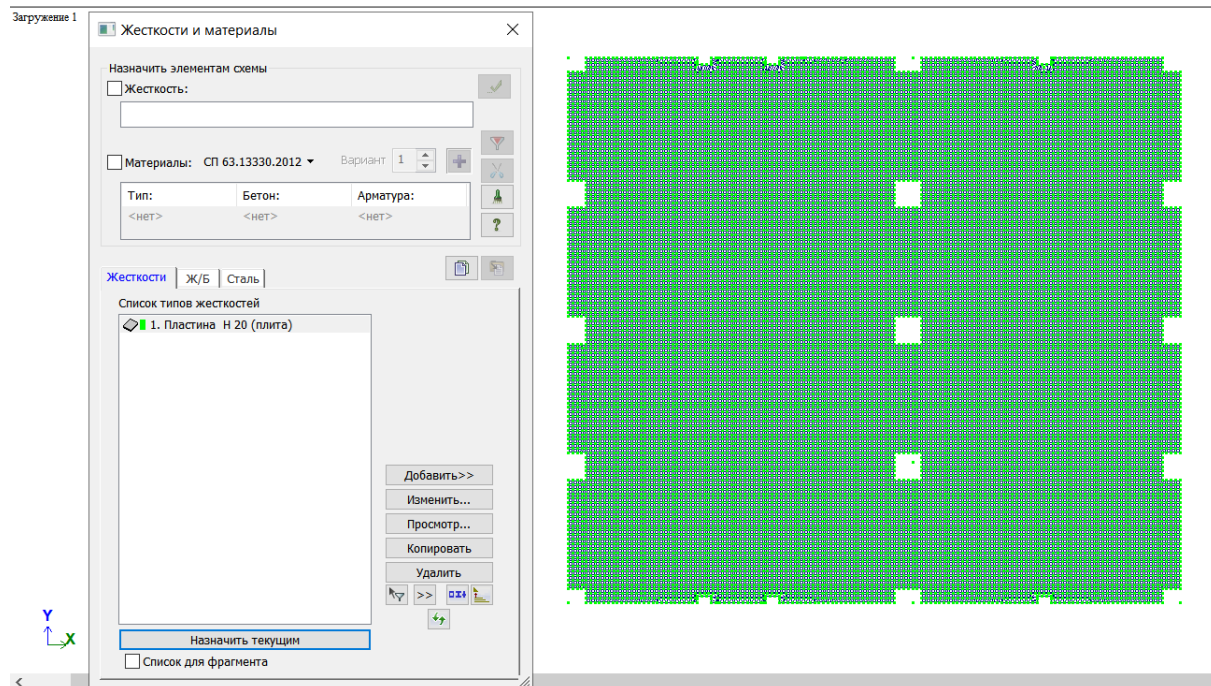 Загружение 1
Жесткости и материалы
Назначить элементам схемы
Жесткость:
Материалы: СП 63.13330.2012 Вариант 1
Тип: Бетон: Арматура:
<нет> <нет> <нет>
?
Жесткости Ж/Б Сталь
Список типов жесткостей
1. Пластина Н 20 (плита)
Добавить>>
Изменить...
Просмотр...
Копировать
Удалить
>>
Назначить текущим
Список для фрагмента
Y
X